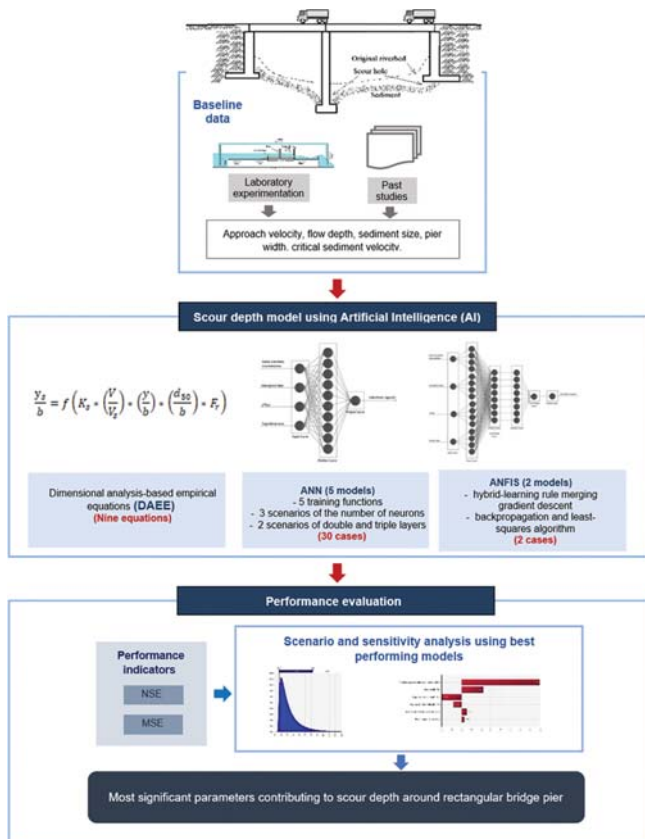 Original riverbed
Scour hole
Sediment
Baseline
data
Laboratory
experimentation
Past
studies
Approach velocity, flow depth, sediment size, pier
width. critical sediment velocity.
Scour depth model using Artificial Intelligence (AI)
y_s/b = f(K_s * (V/V_s) * (y/b) * (d_50/b) * F_r)
Dimensional analysis-based empirical
equations (DAEE)
(Nine equations)
ANN (5 models)
- 5 training functions
- 3 scenarios of the number of neurons
- 2 scenarios of double and triple layers
(30 cases)
ANFIS (2 models)
- hybrid-learning rule merging
gradient descent
- backpropagation and least-
squares algorithm
(2 cases)
Performance evaluation
Performance
indicators
NSE
MSE
Scenario and sensitivity analysis using best
performing models
Most significant parameters contributing to scour depth around rectangular bridge pier